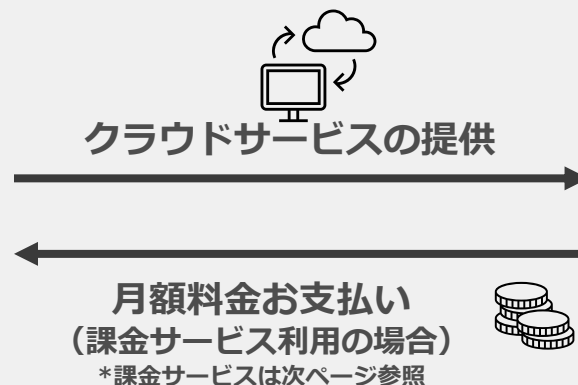 クラウドサービスの提供
月額料金お支払い
（課金サービス利用の場合）
*課金サービスは次ページ参照